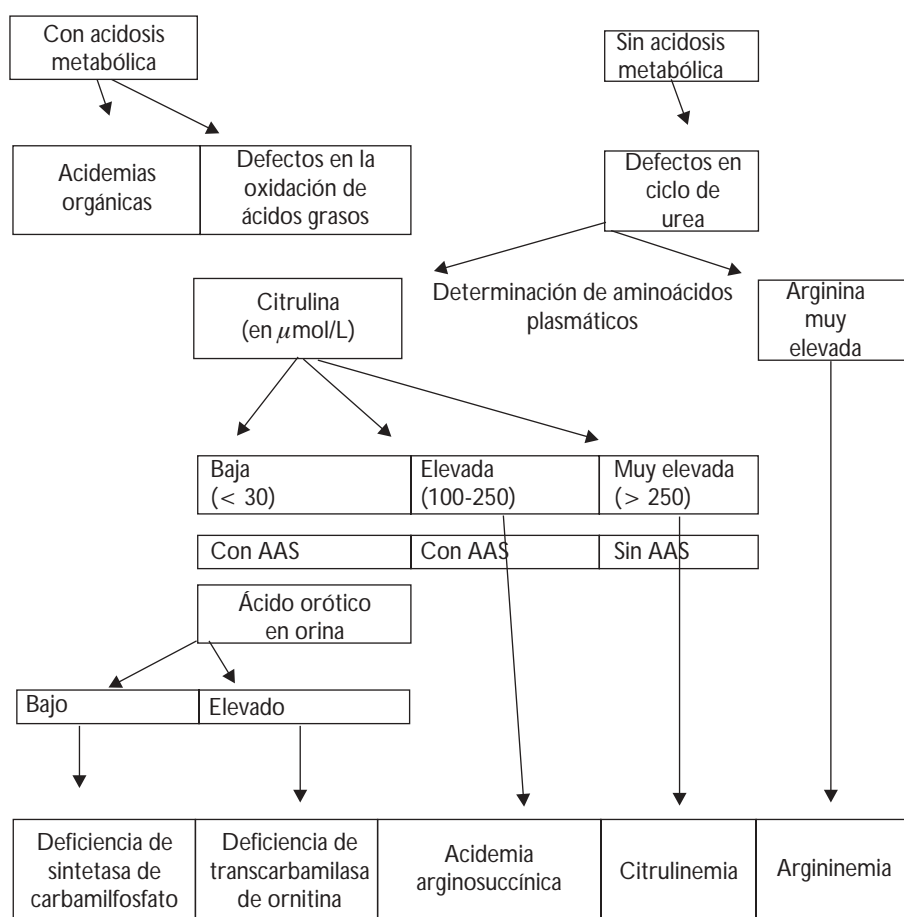 Con acidosis
metabólica
Sin acidosis
metabólica
Acidemias
orgánicas
Defectos en la
oxidación de
ácidos grasos
Defectos en
ciclo de
urea
Citrulina
(en μmol/L)
Determinación de aminoácidos
plasmáticos
Arginina
muy
elevada
Baja
(< 30)
Elevada
(100-250)
Muy elevada
(> 250)
Con AAS
Con AAS
Sin AAS
Ácido orótico
en orina
Bajo
Elevado
Deficiencia de
sintetasa de
carbamilfosfato
Deficiencia de
transcarbamilasa
de ornitina
Acidemia
arginosuccínica
Citrulinemia
Argininemia